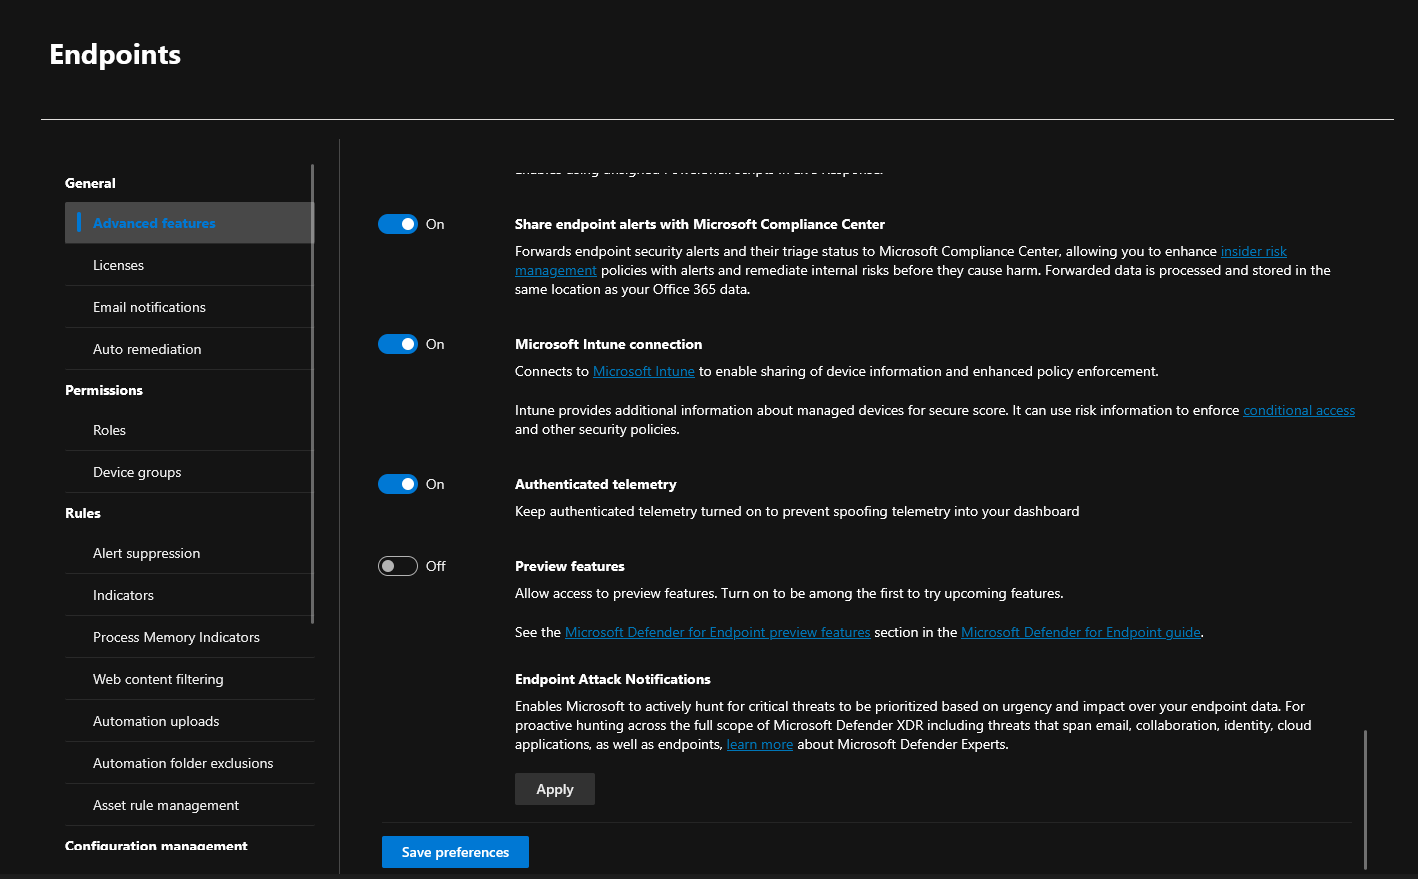 Endpoints
General
Advanced features
Licenses
Email notifications
Auto remediation
Permissions
Roles
Device groups
Rules
Alert suppression
Indicators
Process Memory Indicators
Web content filtering
Automation uploads
Automation folder exclusions
Asset rule management
Configuration management
On
Share endpoint alerts with Microsoft Compliance Center
Forwards endpoint security alerts and their triage status to Microsoft Compliance Center, allowing you to enhance insider risk
management policies with alerts and remediate internal risks before they cause harm. Forwarded data is processed and stored in the
same location as your Office 365 data.
On
Microsoft Intune connection
Connects to Microsoft Intune to enable sharing of device information and enhanced policy enforcement.
Intune provides additional information about managed devices for secure score. It can use risk information to enforce conditional access
and other security policies.
On
Authenticated telemetry
Keep authenticated telemetry turned on to prevent spoofing telemetry into your dashboard
Off
Preview features
Allow access to preview features. Turn on to be among the first to try upcoming features.
See the Microsoft Defender for Endpoint preview features section in the Microsoft Defender for Endpoint guide.
Endpoint Attack Notifications
Enables Microsoft to actively hunt for critical threats to be prioritized based on urgency and impact over your endpoint data. For
proactive hunting across the full scope of Microsoft Defender XDR including threats that span email, collaboration, identity, cloud
applications, as well as endpoints, learn more about Microsoft Defender Experts.
Apply
Save preferences